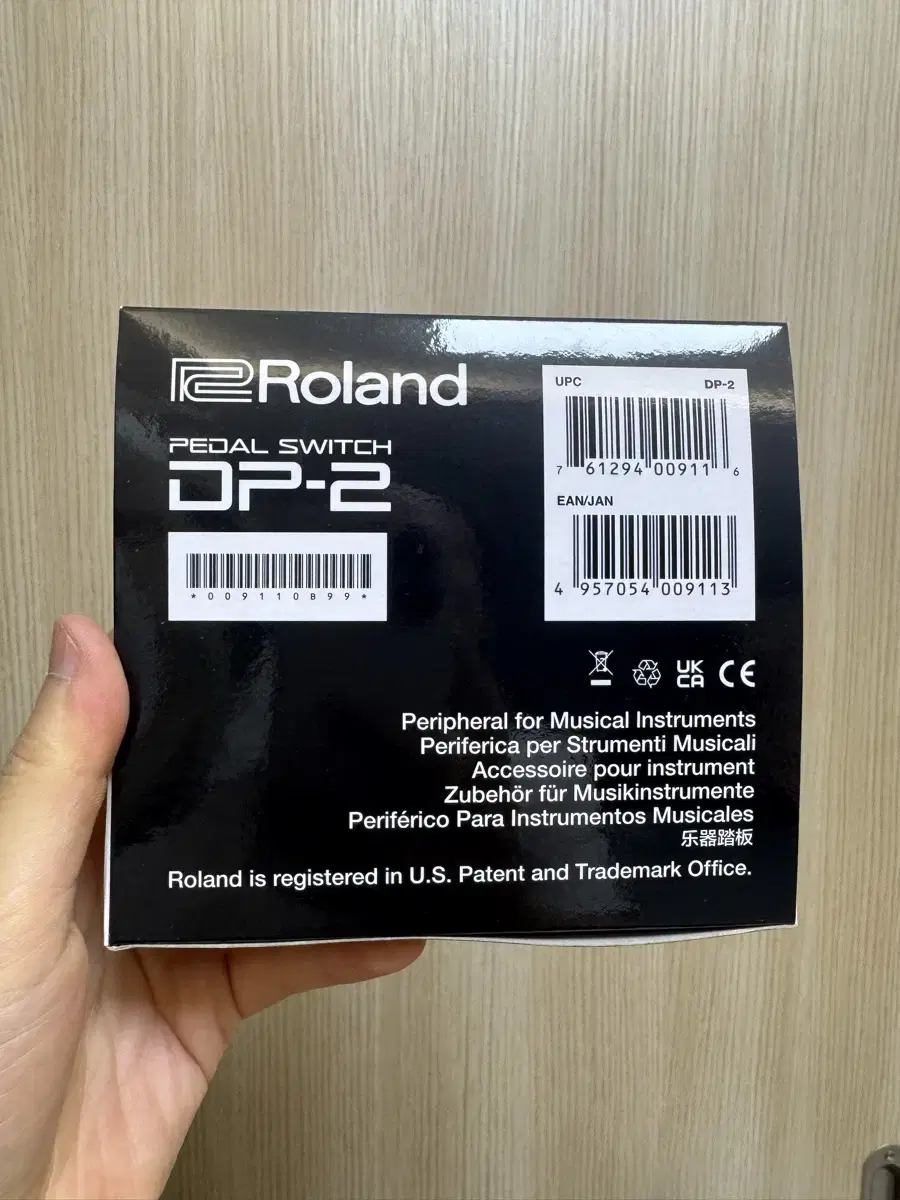 Roland
PEDAL SWITCH
DP-2
*009110B99*
UPC DP-2
7 61294 00911 6
EAN/JAN
4 957054 009113
UK
CA CE
Peripheral for Musical Instruments
Periferica per Strumenti Musicali
Accessoire pour instrument
Zubehör für Musikinstrumente
Periférico Para Instrumentos Musicales
乐器踏板
Roland is registered in U.S. Patent and Trademark Office.